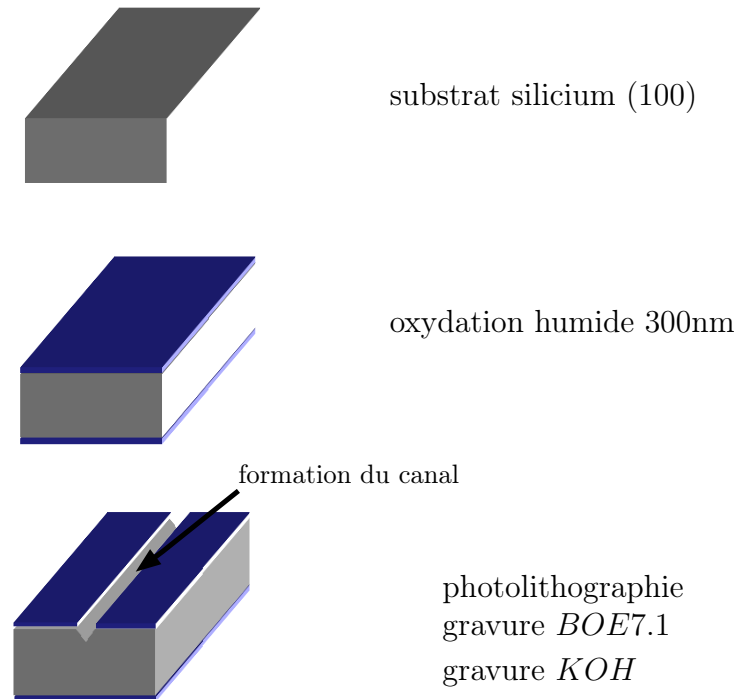 substrat silicium (100)
oxydation humide 300nm
formation du canal
photolithographie
gravure BOE7.1
gravure KOH